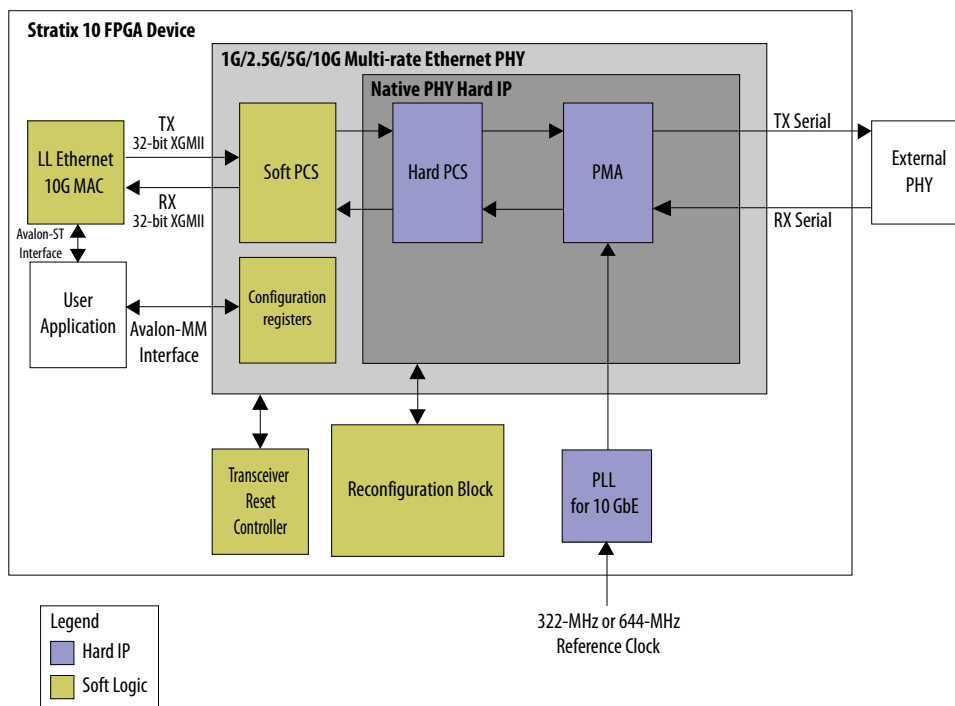 Stratix 10 FPGA Device
1G/2.5G/5G/10G Multi-rate Ethernet PHY
Native PHY Hard IP
TX
32-bit XGMII
LL Ethernet
10G MAC
Soft PCS
Hard PCS
PMA
TX Serial
External
PHY
RX
32-bit XGMII
RX Serial
Avalon-ST
Interface
User
Application
Avalon-MM
Interface
Configuration
registers
Transceiver
Reset
Controller
Reconfiguration Block
PLL
for 10 GbE
322-MHz or 644-MHz
Reference Clock
Legend
Hard IP
Soft Logic